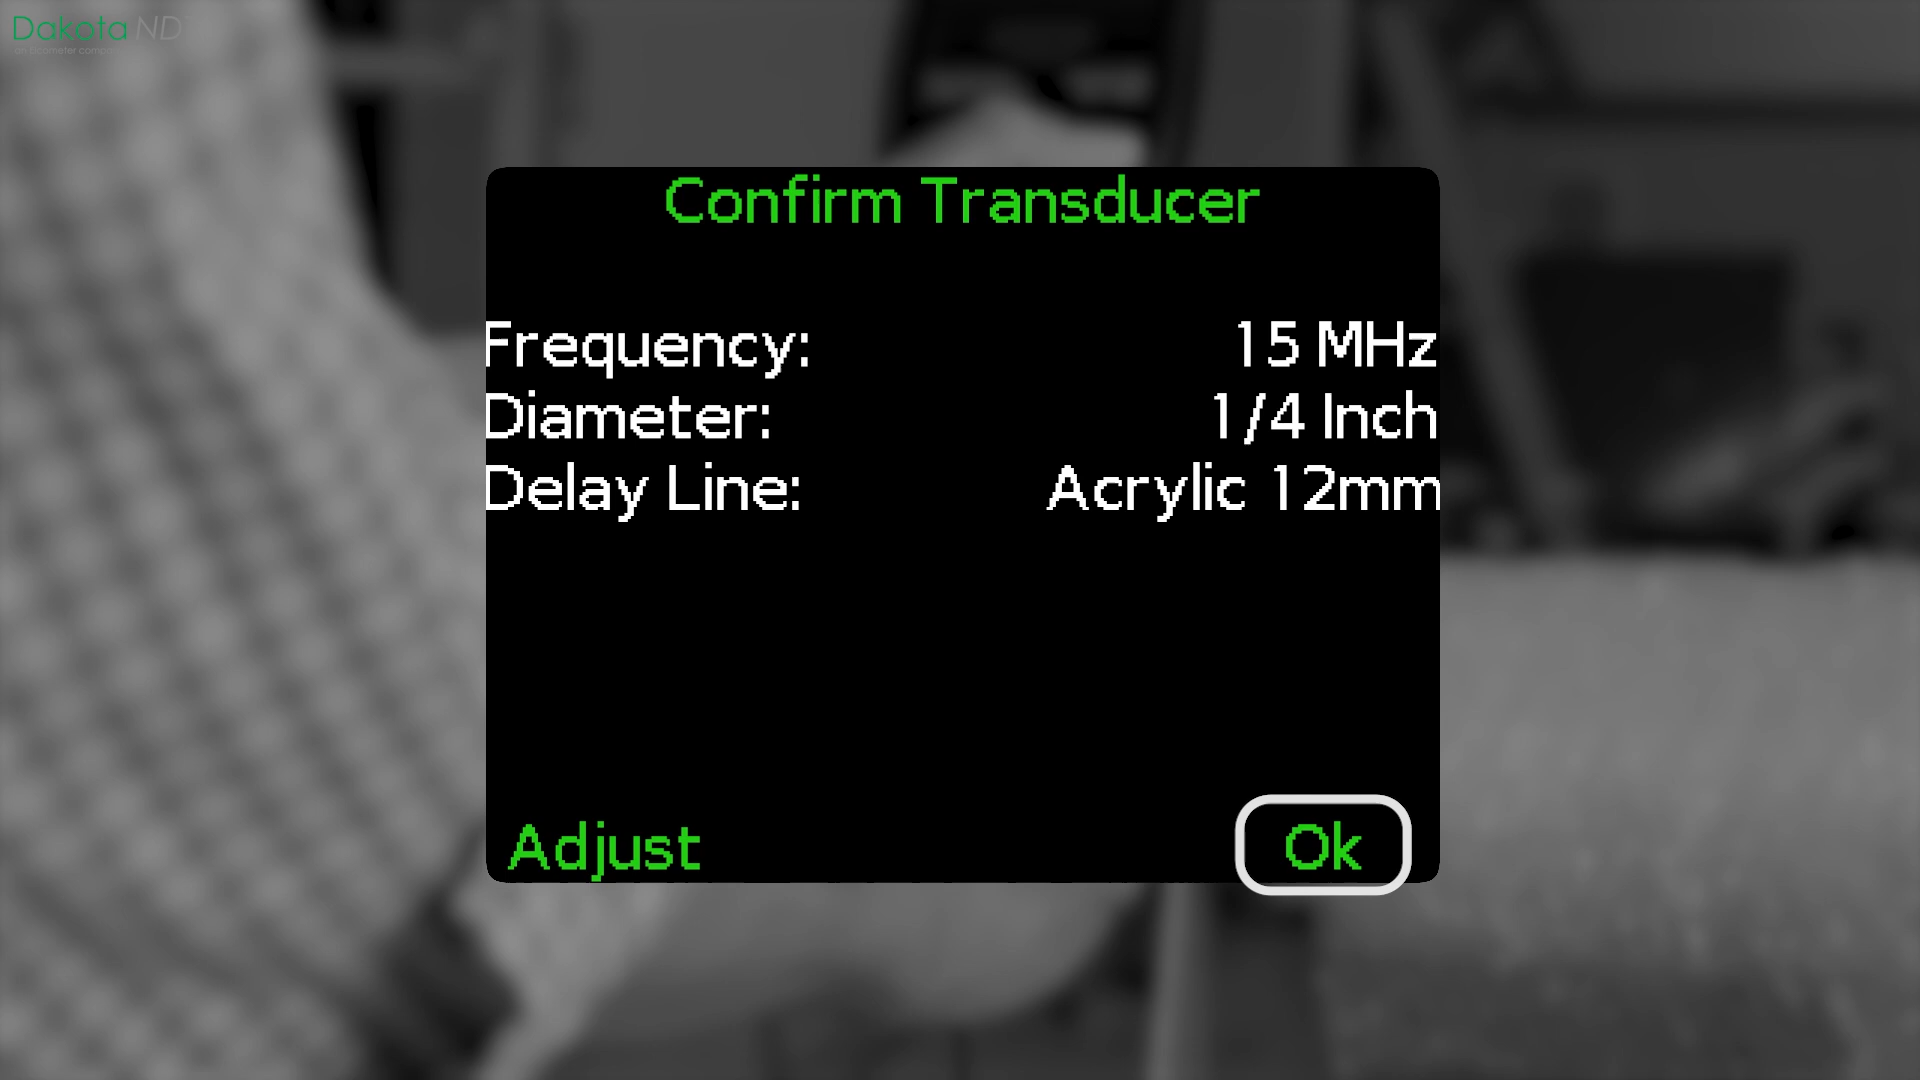 Dakota ND
Confirm Transducer
Frequency: 15 MHz
Diameter: 1/4 Inch
Delay Line: Acrylic 12mm
Adjust Ok